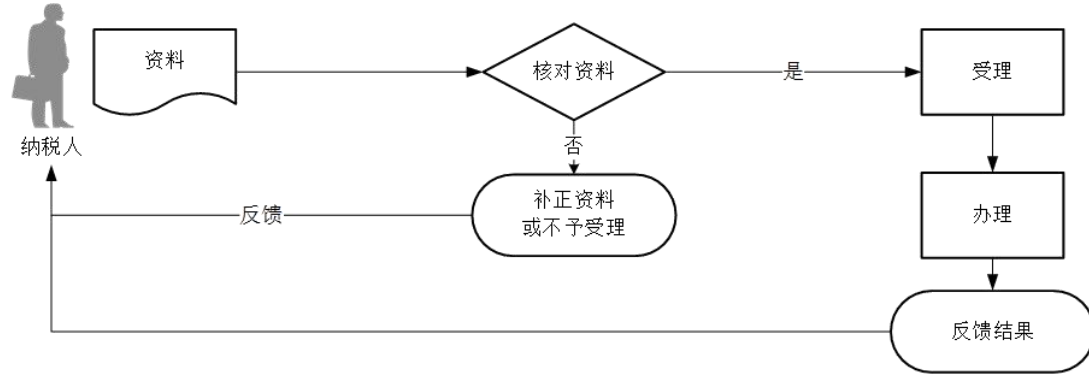 资料
核对资料
是
受理
纳税人
否
补正资料
或不予受理
反馈
办理
反馈结果